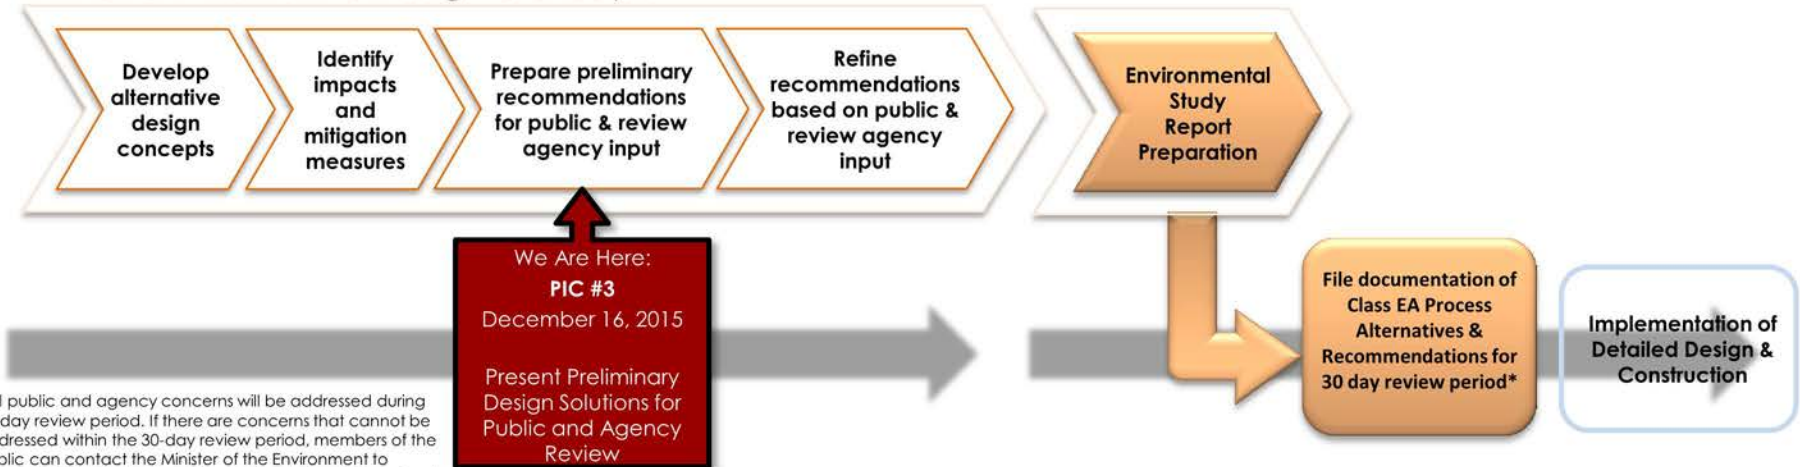 Develop
alternative
design
concepts
Identify
impacts
and
mitigation
measures
Prepare preliminary
recommendations
for public & review
agency input
Refine
recommendations
based on public &
review agency
input
Environmental
Study
Report
Preparation
We Are Here:
PIC #3
December 16, 2015
Present Preliminary
Design Solutions for
Public and Agency
Review
File documentation of
Class EA Process
Alternatives &
Recommendations for
30 day review period*
Implementation of
Detailed Design &
Construction
public and agency concerns will be addressed during
day review period. If there are concerns that cannot be
dressed within the 30-day review period, members of the
blic can contact the Minister of the Environment to